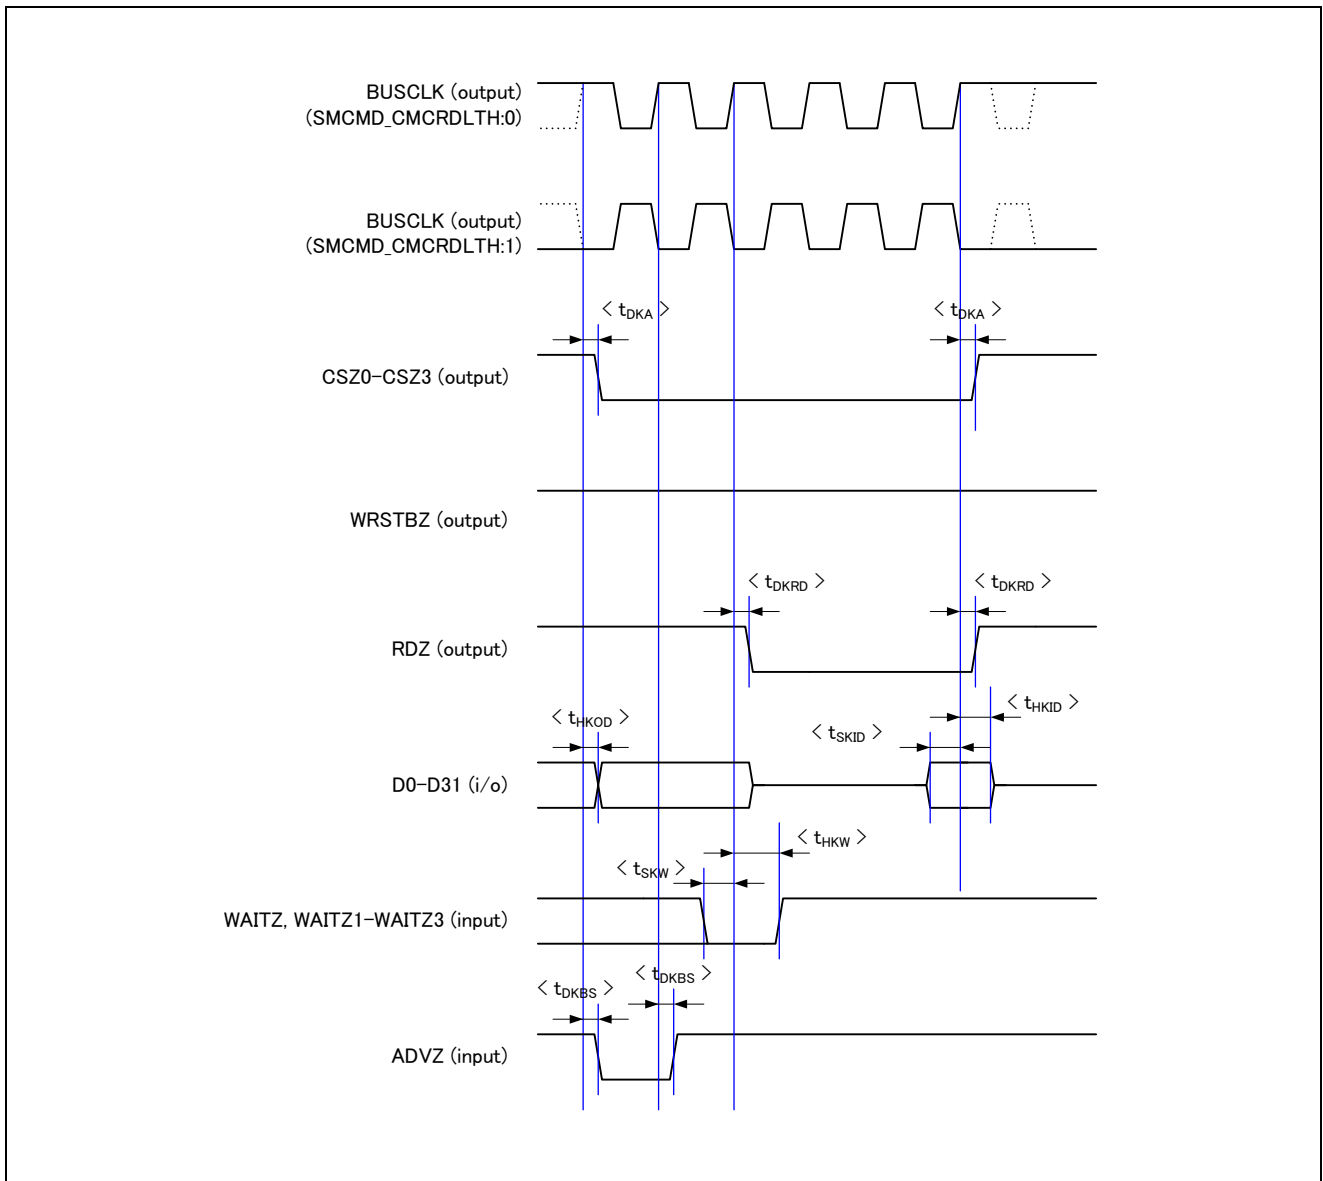 BUSCLK (output)
(SMCMD_CMCRDLTH:0)
BUSCLK (output)
(SMCMD_CMCRDLTH:1)
< tDKA >
< tDKA >
CSZ0-CSZ3 (output)
WRSTBZ (output)
< tDKRD >
< tDKRD >
RDZ (output)
< tHKID >
< tHKOD >
< tSKID >
D0-D31 (i/o)
< tHKW >
< tSKW >
WAITZ, WAITZ1-WAITZ3 (input)
< tDKBS >
< tDKBS >
ADVZ (input)